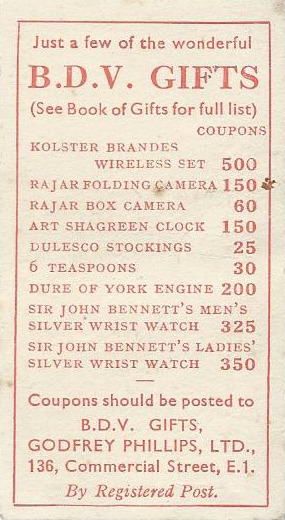 Just a few of the wonderful
B.D.V. GIFTS
(See Book of Gifts for full list)
COUPONS
KOLSTER BRANDES
WIRELESS SET 500
RAJAR FOLDING CAMERA 150
RAJAR BOX CAMERA 60
ART SHAGREEN CLOCK 150
DULESCO STOCKINGS 25
6 TEASPOONS 30
DURE OF YORK ENGINE 200
SIR JOHN BENNETT'S MEN'S
SILVER WRIST WATCH 325
SIR JOHN BENNETT'S LADIES'
SILVER WRIST WATCH 350
Coupons should be posted to
B.D.V. GIFTS,
GODFREY PHILLIPS, LTD.,
136, Commercial Street, E.1.
By Registered Post.